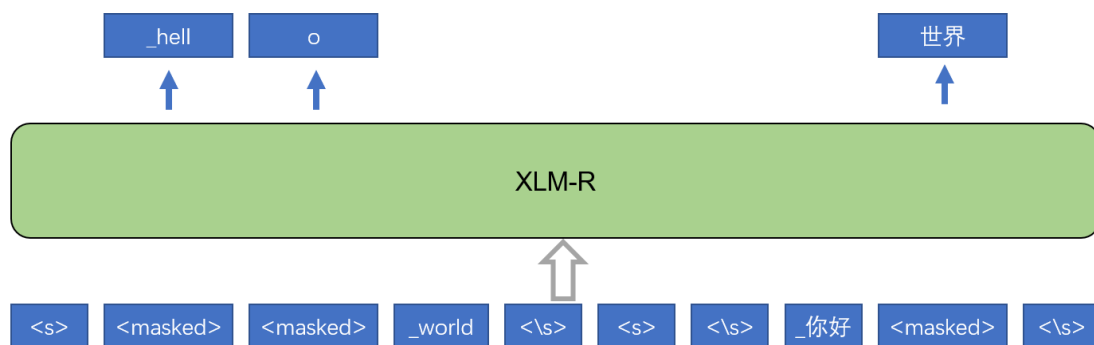 _hell o 世界
XLM-R
<s> <masked> <masked> _world <\s> <s> <\s> _你好 <masked> <\s>